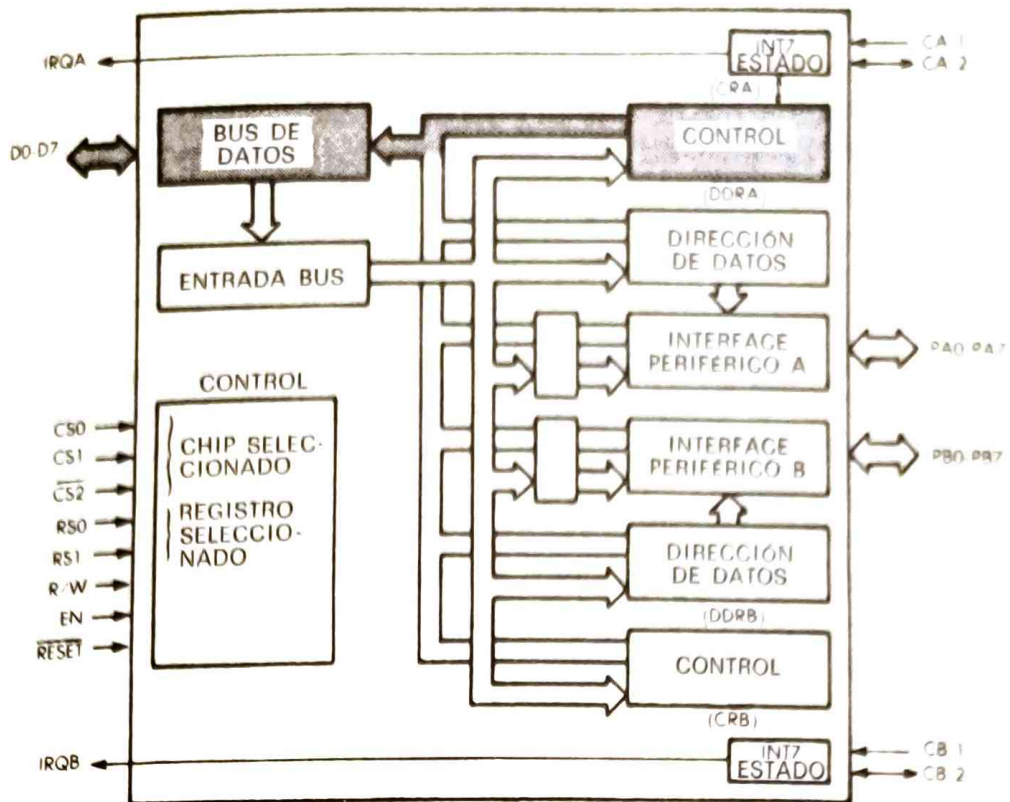 IRQA
INT7
ESTADO
CA 1
CA 2
(CRA)
D0-D7
BUS DE
DATOS
CONTROL
(DDRA)
ENTRADA BUS
DIRECCIÓN
DE DATOS
INTERFACE
PERIFÉRICO A
PA0-PA7
CONTROL
CS0
CS1
CS2
RS0
RS1
R/W
EN
RESET
CHIP SELEC-
CIONADO
REGISTRO
SELECCIO-
NADO
INTERFACE
PERIFÉRICO B
PB0-PB7
DIRECCIÓN
DE DATOS
(DDRB)
CONTROL
(CRB)
IRQB
INT7
ESTADO
CB 1
CB 2